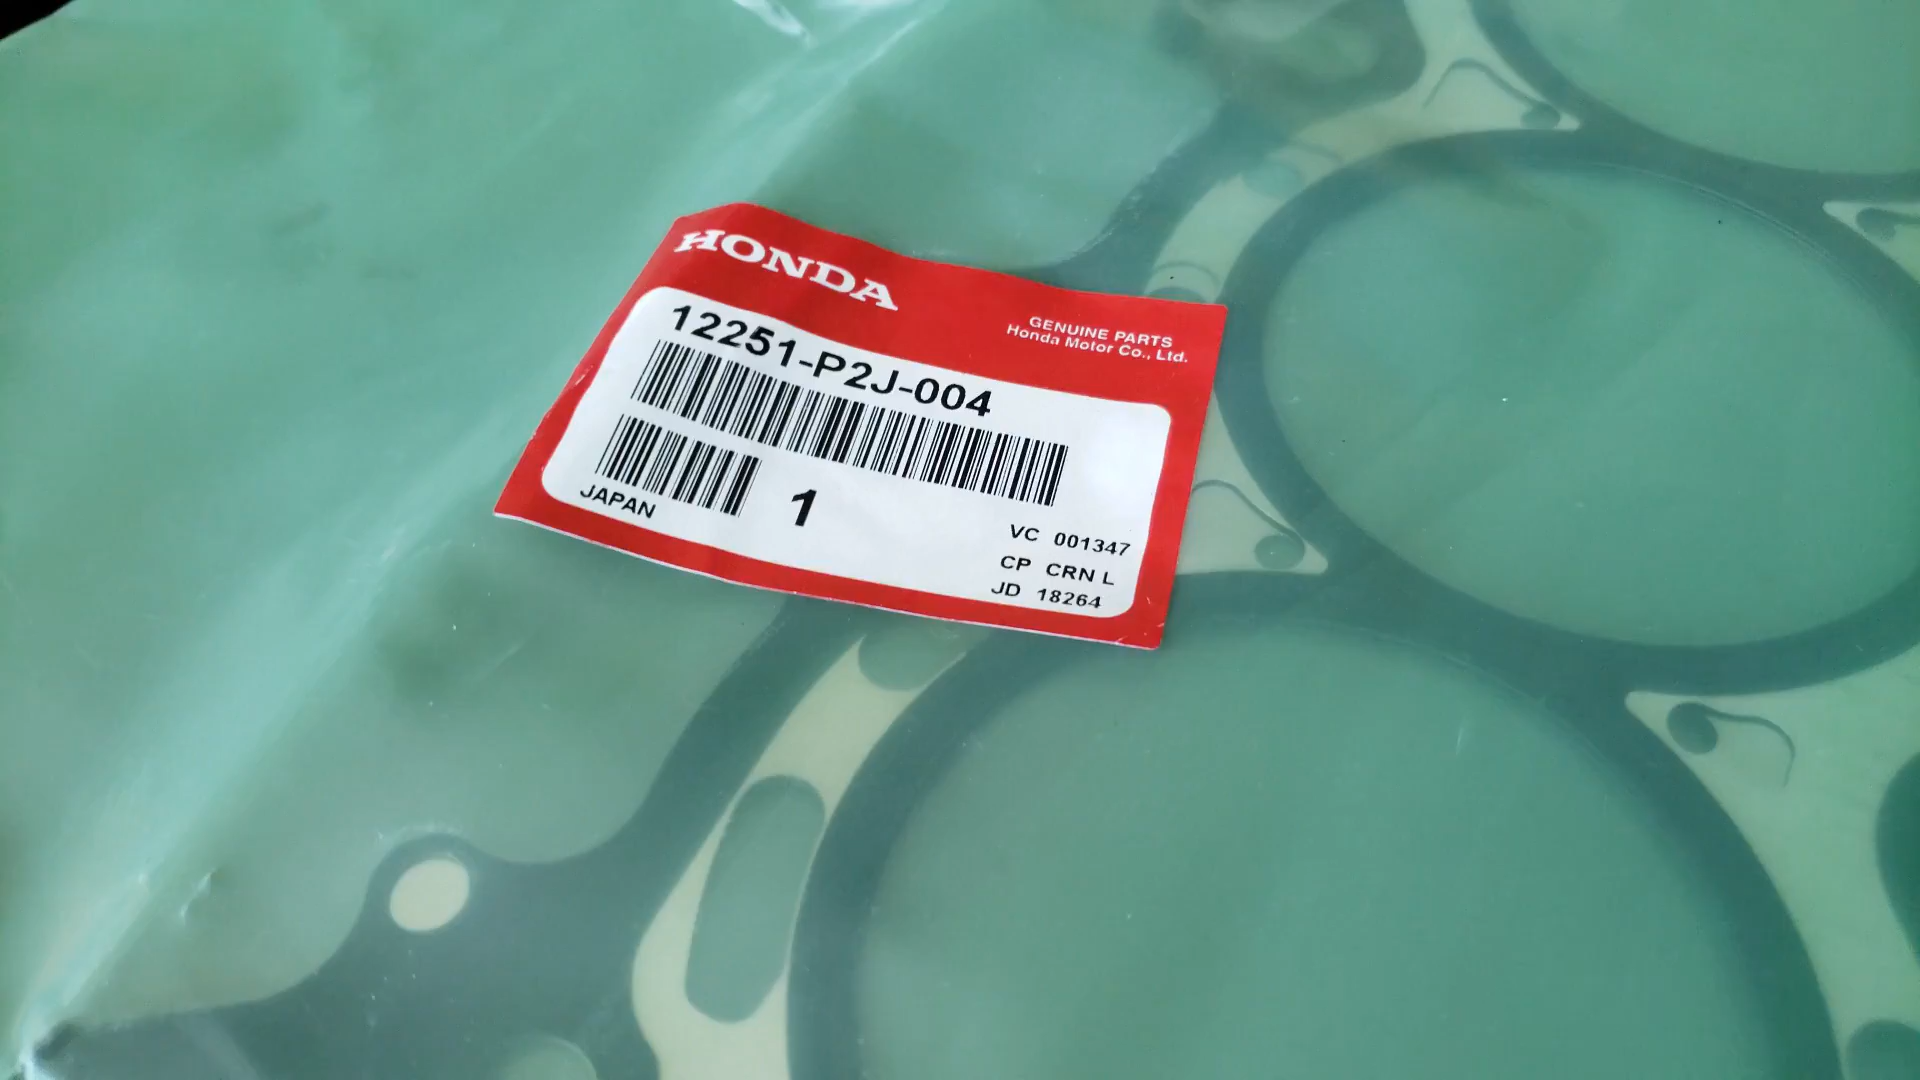 HONDA
GENUINE PARTS
Honda Motor Co., Ltd.
12251-P2J-004
1
JAPAN
VC 001347
CP CRN L
JD 18264